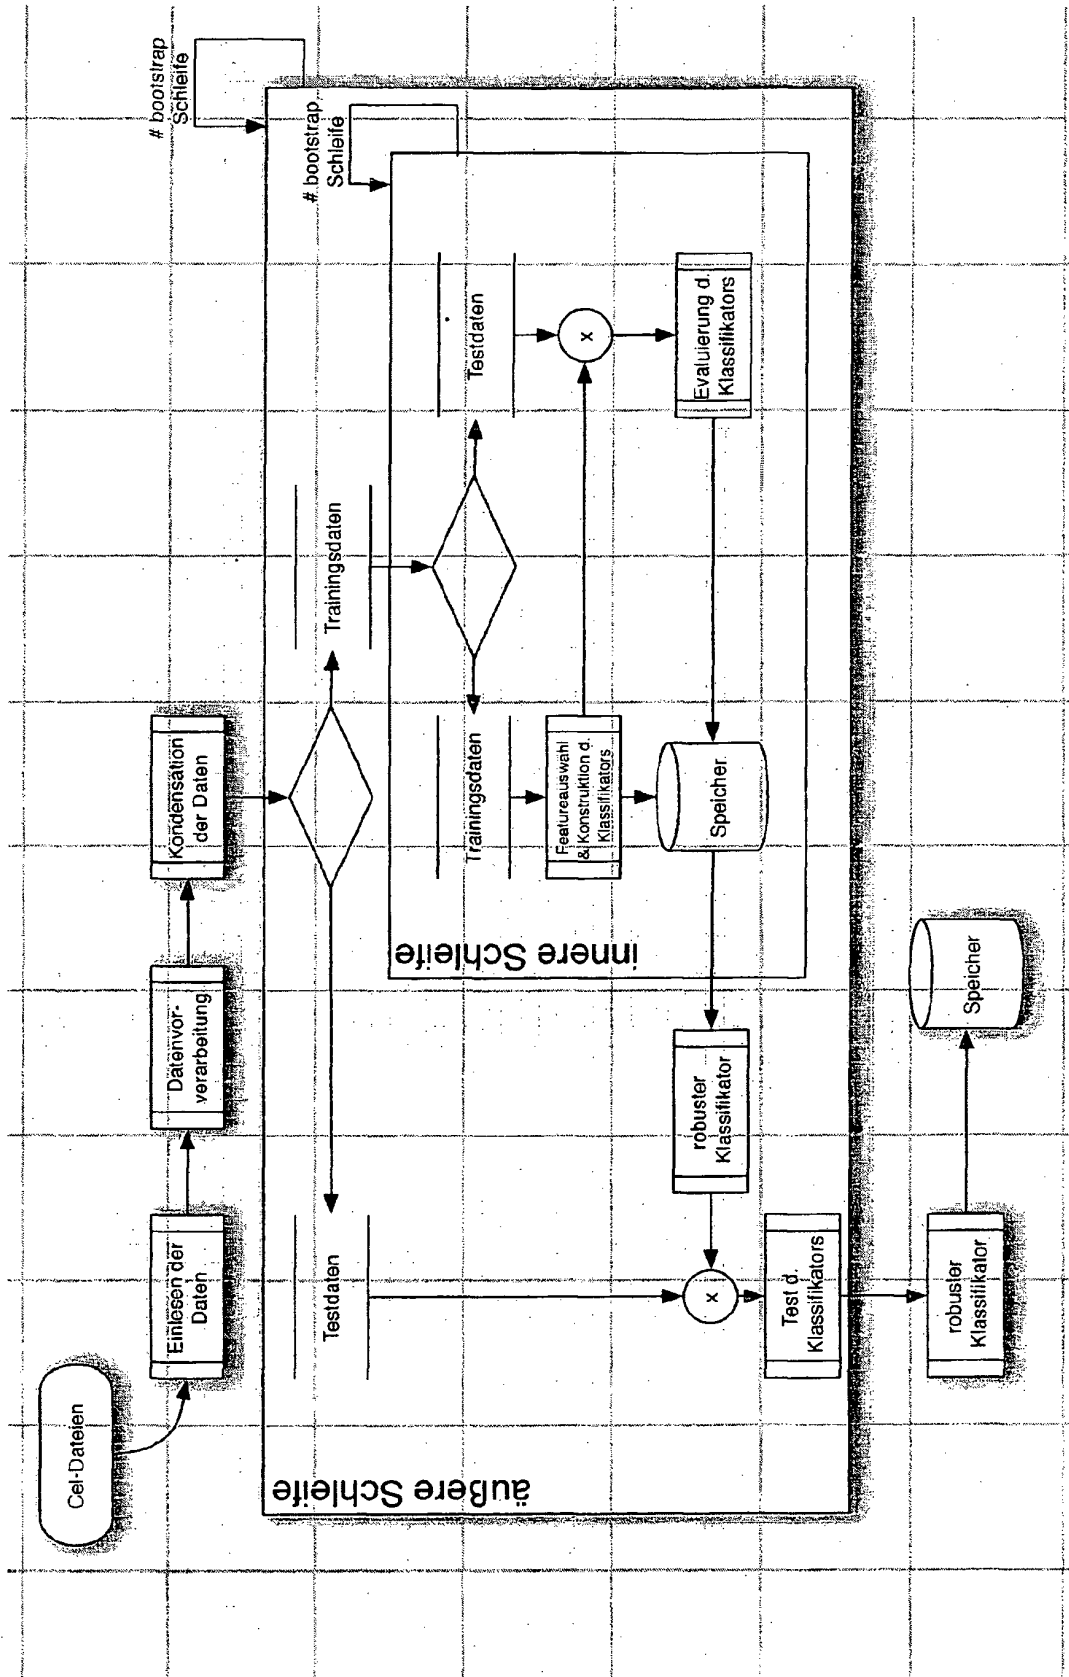 Cel-Dateien
Einlesen der
Daten
Datenvor-
verarbeitung
Kondensation
der Daten
# bootstrap
Schleife
äußere Schleife
Testdaten
Trainingsdaten
# bootstrap
Schleife
innere Schleife
Trainingsdaten
Testdaten
Featureauswahl
& Konstruktion d.
Klassifikators
x
Evaluierung d.
Klassifikators
Speicher
robuster
Klassifikator
x
Test d.
Klassifikators
robuster
Klassifikator
Speicher